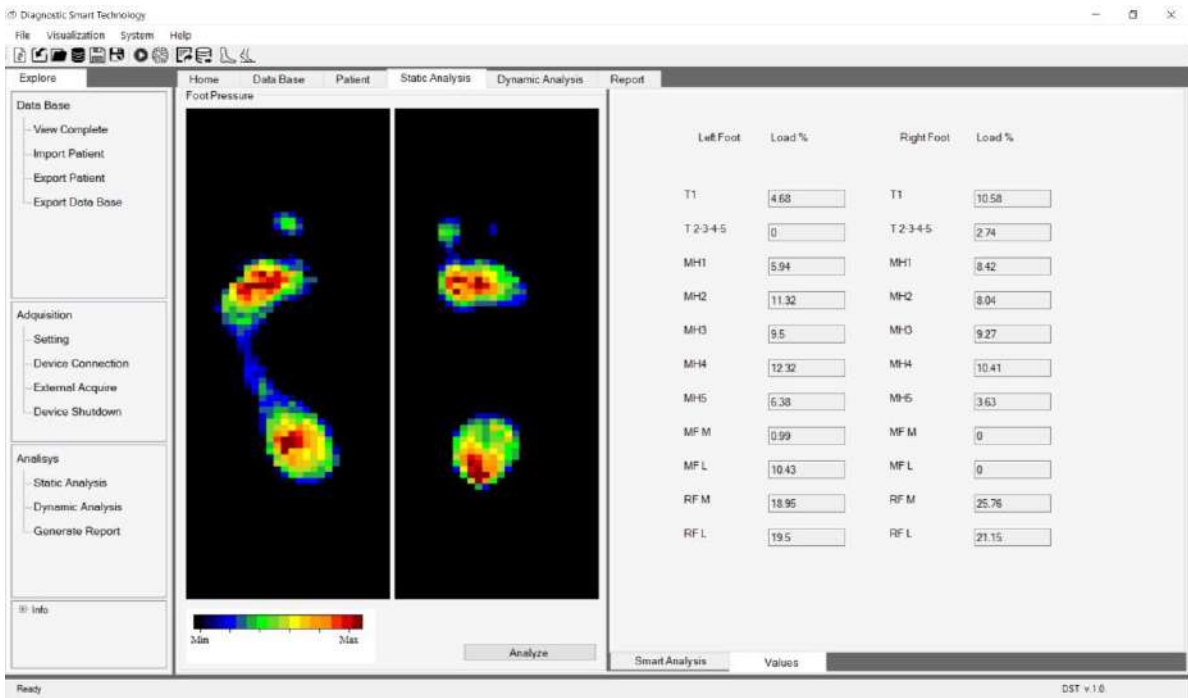 Diagnostic Smart Technology
File Visualization System Help
Explore
Home Data Base Patient Static Analysis Dynamic Analysis Report
Data Base
View Complete
Import Patient
Export Patient
Export Data Base
Adquisition
Setting
Device Connection
External Acquire
Device Shutdown
Analisys
Static Analysis
Dynamic Analysis
Generate Report
Info
Foot Pressure
Min Max
Analyze
Left Foot Load % Right Foot Load %
T1 4.68 T1 10.58
T 2-3-4-5 0 T 2-3-4-5 2.74
MH1 5.94 MH1 8.42
MH2 11.32 MH2 8.04
MH3 9.5 MH3 9.27
MH4 12.32 MH4 10.41
MH5 6.38 MH5 3.63
MF M 0.99 MF M 0
MF L 10.43 MF L 0
RF M 18.95 RF M 25.76
RF L 19.5 RF L 21.15
Smart Analysis Values
Ready DST v.1.0.